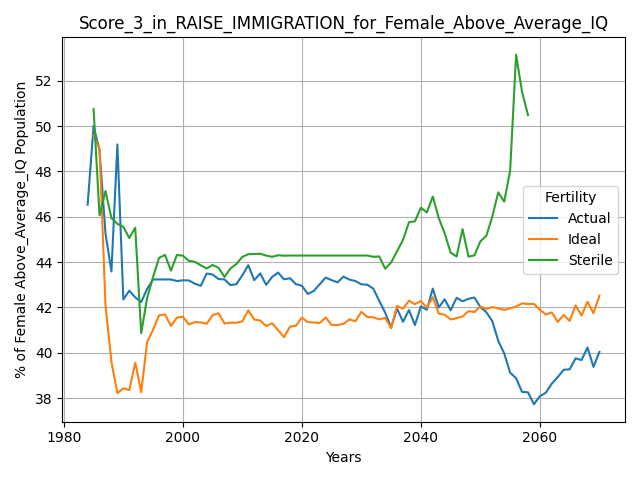 Score_3_in_RAISE_IMMIGRATION_for_Female_Above_Average_IQ
% of Female Above_Average_IQ Population
52
50
48
46
44
42
40
38
Fertility
Actual
Ideal
Sterile
1980 2000 2020 2040 2060
Years